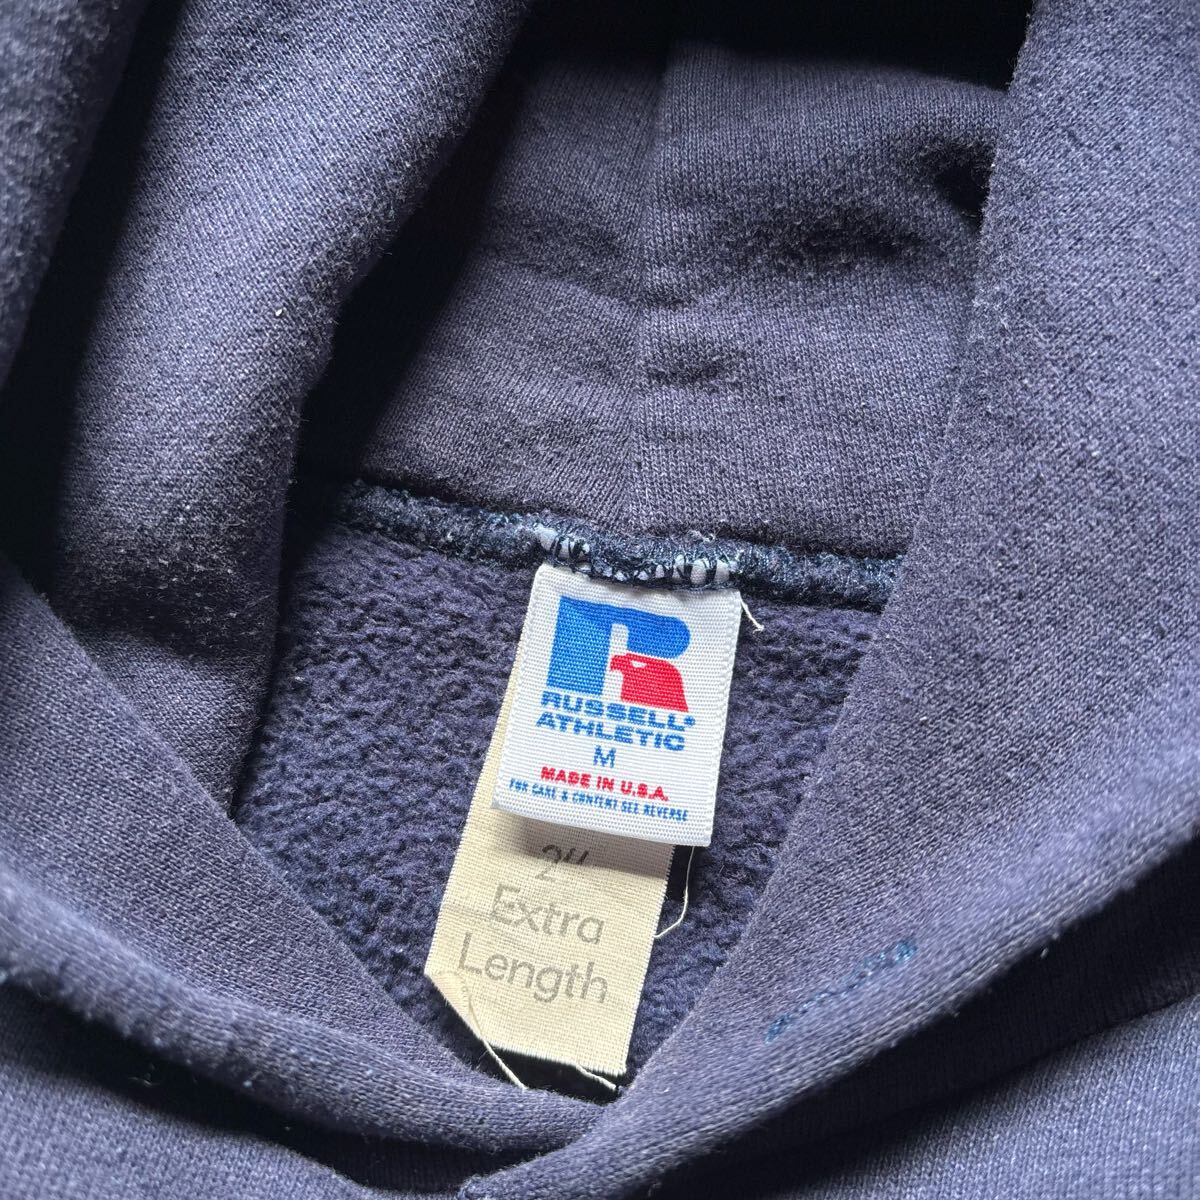 RUSSELL®
ATHLETIC
M
MADE IN U.S.A.
FOR CARE & CONTENT SEE REVERSE
2"
Extra
Length